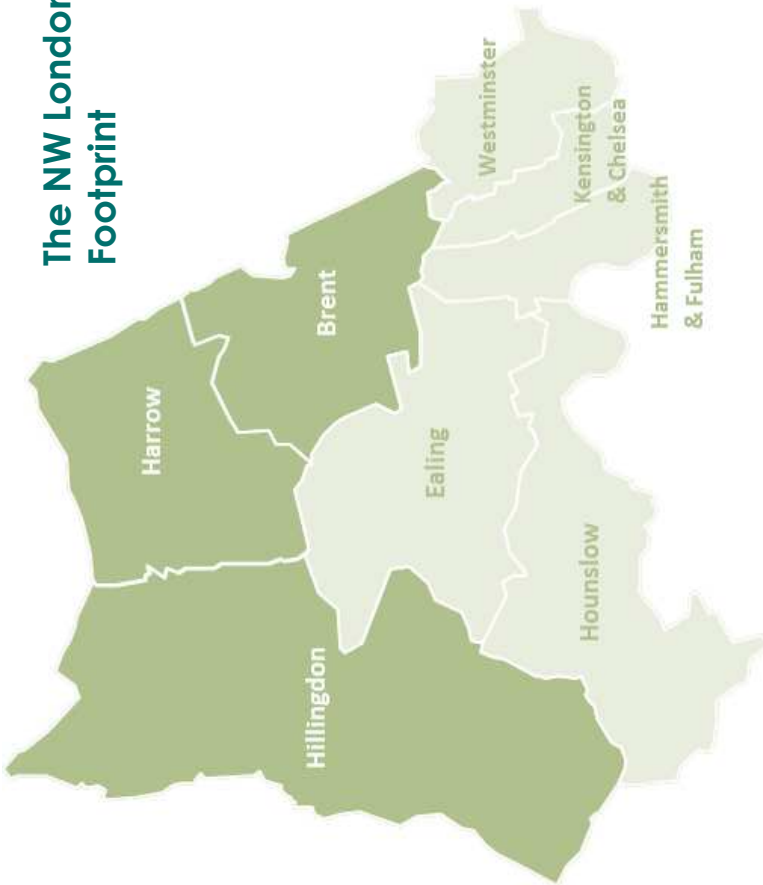 The NW London
Footprint
Harrow
Brent
Hillingdon
Ealing
Hounslow
Westminster
Kensington
& Chelsea
Hammersmith
& Fulham